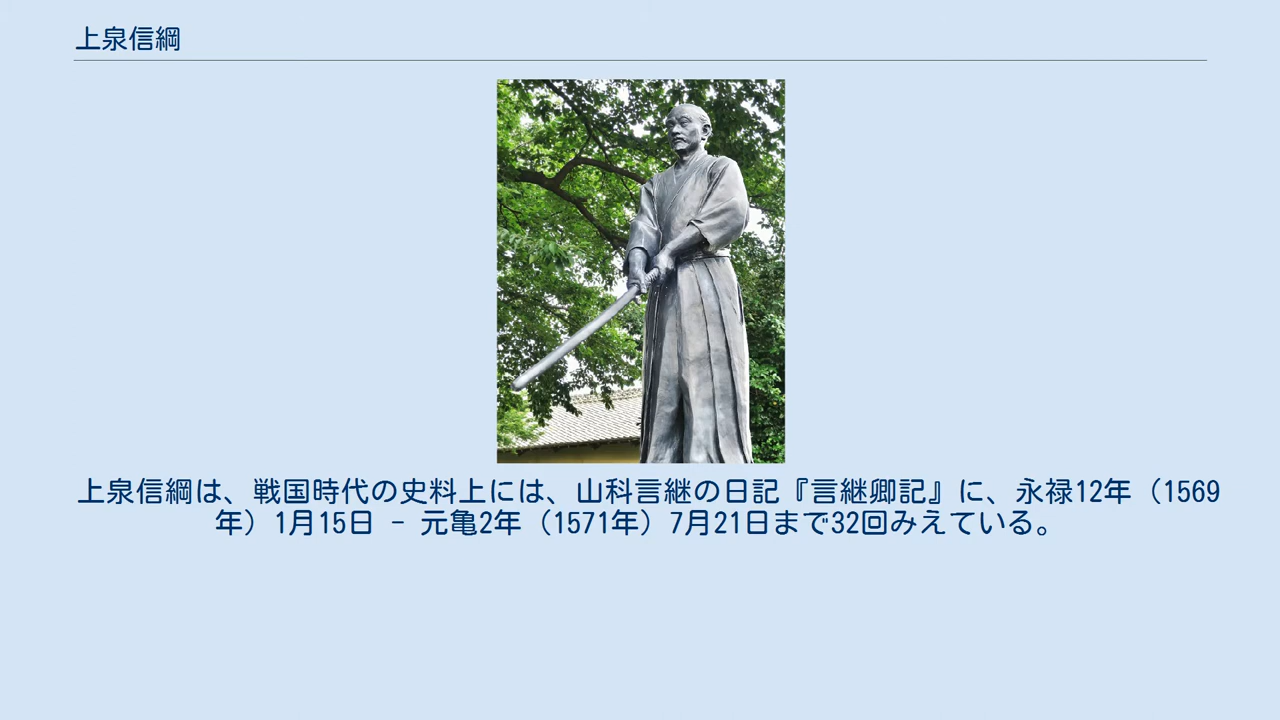 上泉信綱
上泉信綱は、戦国時代の史料上には、山科言継の日記『言継卿記』に、永禄12年（1569
年）1月15日 - 元亀2年（1571年）7月21日まで32回みえている。